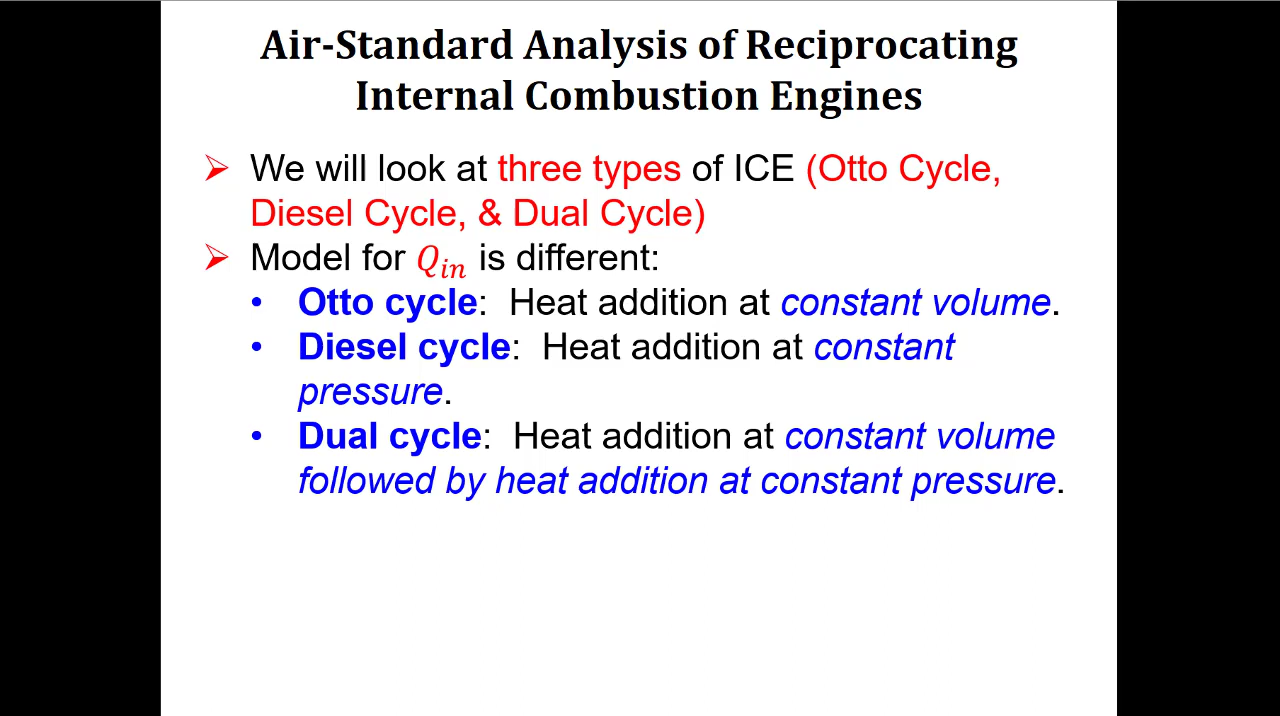 Air-Standard Analysis of Reciprocating
Internal Combustion Engines
➢ We will look at three types of ICE (Otto Cycle,
Diesel Cycle, & Dual Cycle)
➢ Model for Q_in is different:
• Otto cycle: Heat addition at constant volume.
• Diesel cycle: Heat addition at constant
pressure.
• Dual cycle: Heat addition at constant volume
followed by heat addition at constant pressure.